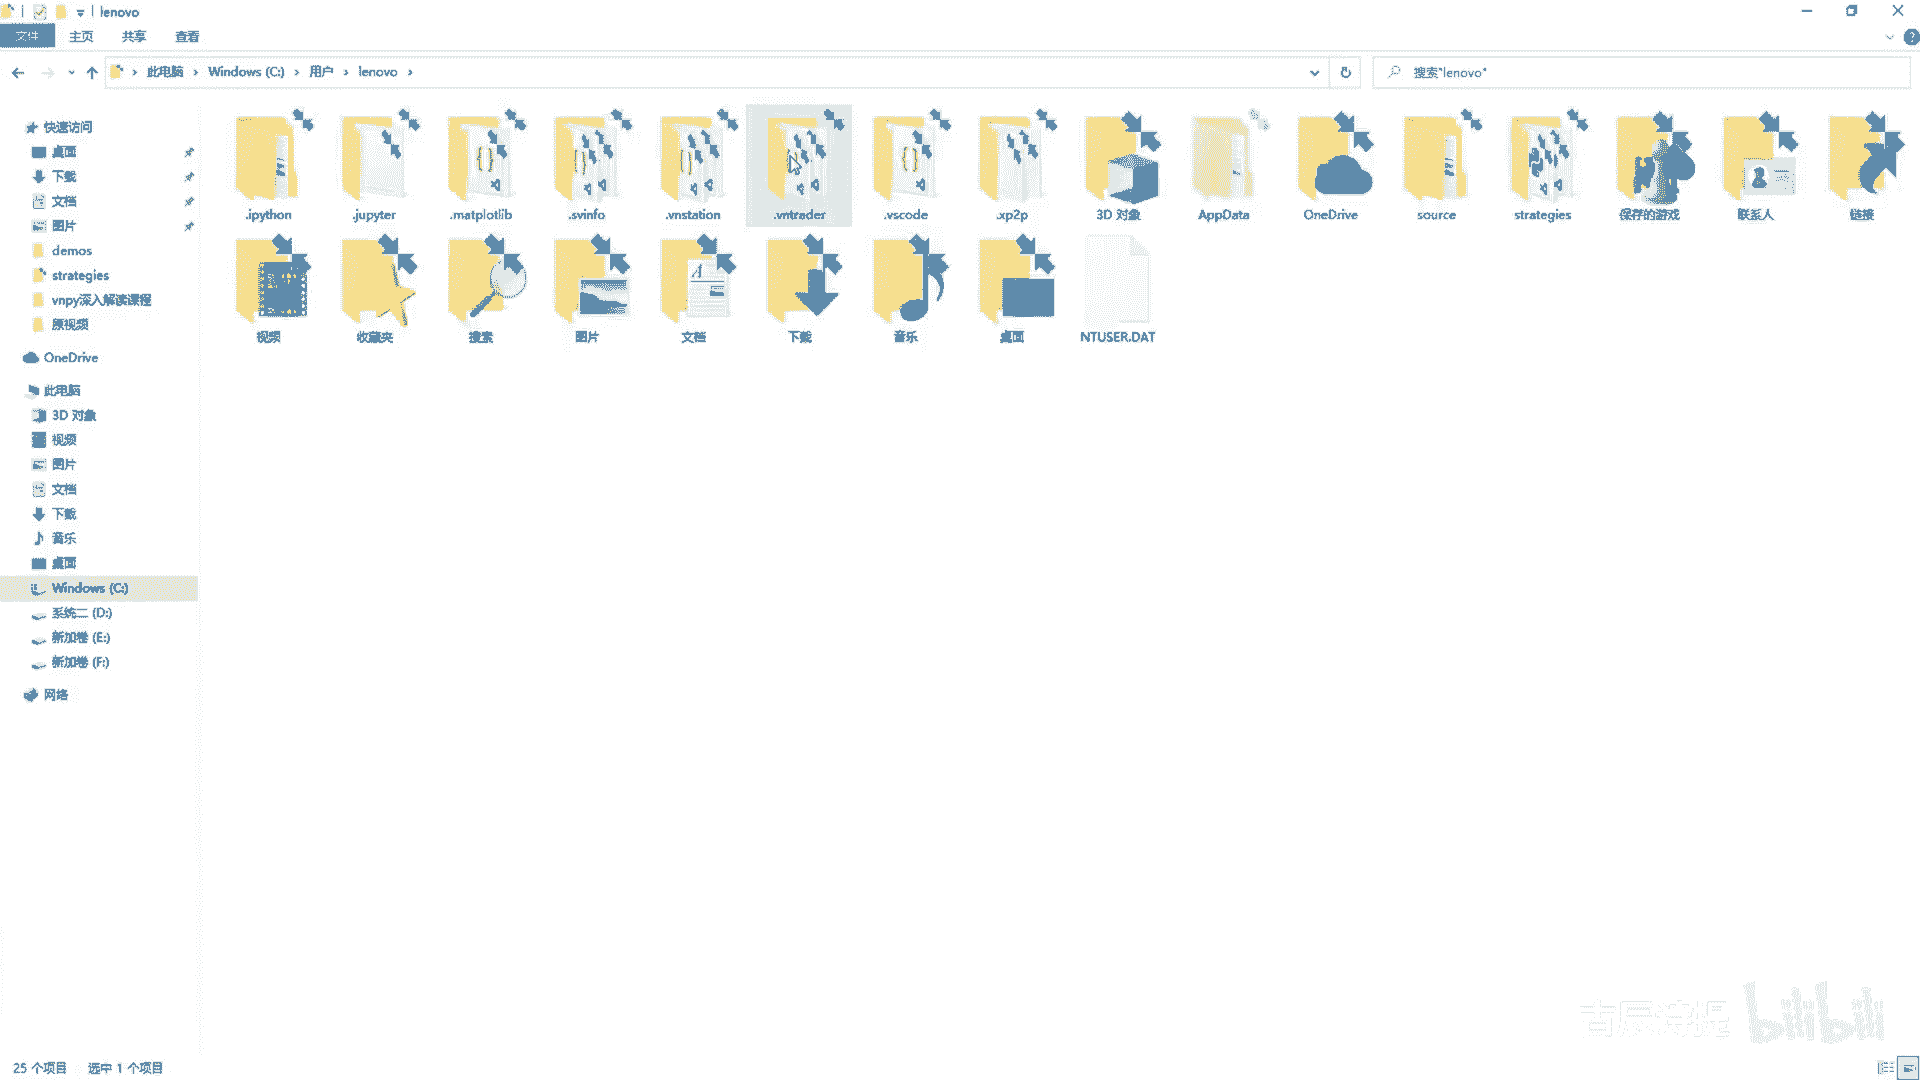 lenovo
文件 主页 共享 查看
此电脑 › Windows (C:) › 用户 › lenovo ›
搜索"lenovo"
快速访问
桌面
下载
文档
图片
demos
strategies
vnpy深入解读课程
原视频
OneDrive
此电脑
3D 对象
视频
图片
文档
下载
音乐
桌面
Windows (C:)
系统二 (D:)
新加卷 (E:)
新加卷 (F:)
网络
.ipython .jupyter .matplotlib .svinfo .vnstation .vntrader .vscode .xp2p 3D 对象 AppData OneDrive source strategies 保存的游戏 联系人 链接
视频 收藏夹 搜索 图片 文档 下载 音乐 桌面 NTUSER.DAT
25 个项目 选中 1 个项目
bilibili